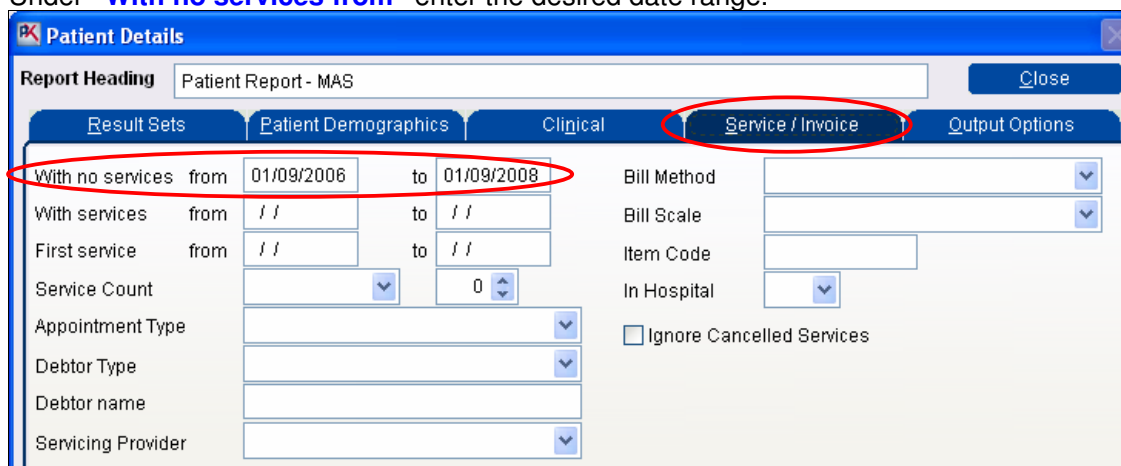 Under "With no services from" enter the desired date range.
PK Patient Details
Report Heading Patient Report - MAS Close
Result Sets Patient Demographics Clinical Service / Invoice Output Options
With no services from 01/09/2006 to 01/09/2008 Bill Method
With services from / / to / / Bill Scale
First service from / / to / / Item Code
Service Count 0 In Hospital
Appointment Type Ignore Cancelled Services
Debtor Type
Debtor name
Servicing Provider